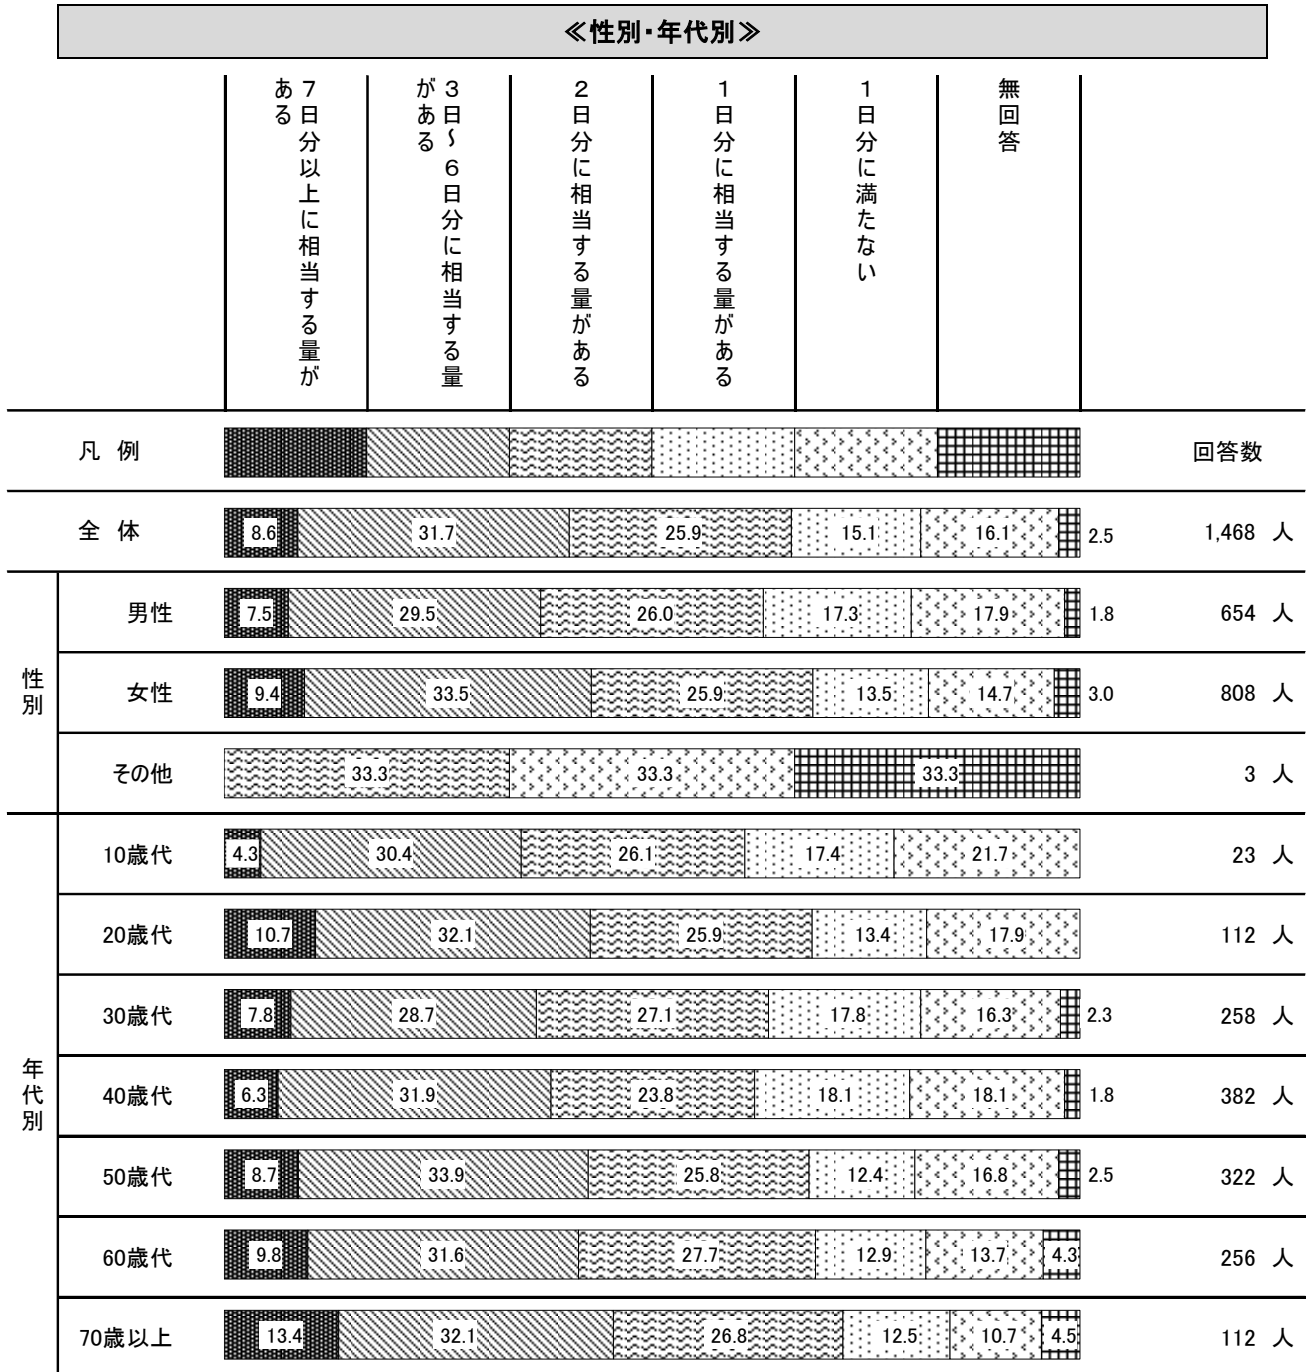 ≪性別・年代別≫
７日分以上に相当する量が
ある
３日～６日分に相当する量
がある
２日分に相当する量がある
１日分に相当する量がある
１日分に満たない
無回答
凡 例 回答数
全 体 8.6 31.7 25.9 15.1 16.1 2.5 1,468 人
性別
男性 7.5 29.5 26.0 17.3 17.9 1.8 654 人
女性 9.4 33.5 25.9 13.5 14.7 3.0 808 人
その他 33.3 33.3 33.3 3 人
年代別
10歳代 4.3 30.4 26.1 17.4 21.7 23 人
20歳代 10.7 32.1 25.9 13.4 17.9 112 人
30歳代 7.8 28.7 27.1 17.8 16.3 2.3 258 人
40歳代 6.3 31.9 23.8 18.1 18.1 1.8 382 人
50歳代 8.7 33.9 25.8 12.4 16.8 2.5 322 人
60歳代 9.8 31.6 27.7 12.9 13.7 4.3 256 人
70歳以上 13.4 32.1 26.8 12.5 10.7 4.5 112 人